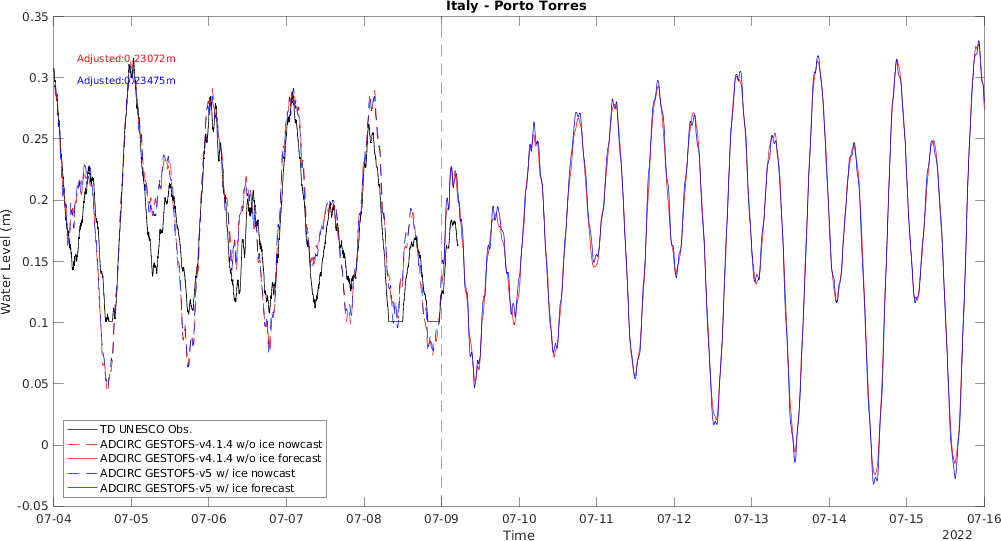 Italy - Porto Torres
0.35
0.3
0.25
0.2
0.15
0.1
0.05
0
-0.05
Water Level (m)
Adjusted:0.23072m
Adjusted:0.23475m
TD UNESCO Obs.
ADCIRC GESTOFS-v4.1.4 w/o ice nowcast
ADCIRC GESTOFS-v4.1.4 w/o ice forecast
ADCIRC GESTOFS-v5 w/ ice nowcast
ADCIRC GESTOFS-v5 w/ ice forecast
07-04 07-05 07-06 07-07 07-08 07-09 07-10 07-11 07-12 07-13 07-14 07-15 07-16
Time
2022